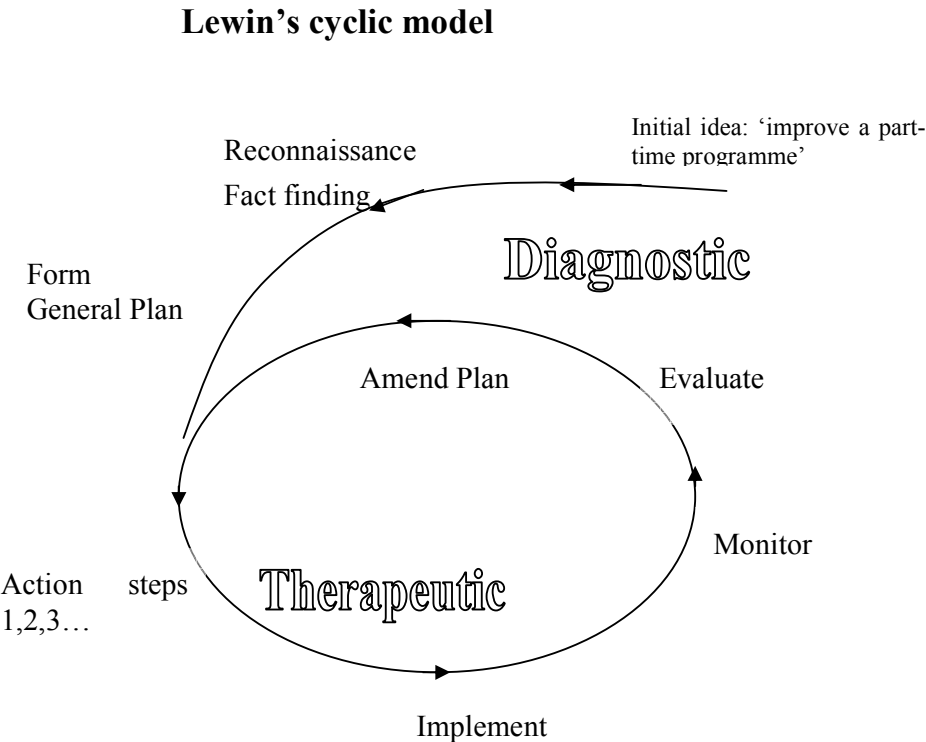 Lewin’s cyclic model
Initial idea: ‘improve a part-
time programme’
Reconnaissance
Fact finding
Diagnostic
Form
General Plan
Amend Plan
Evaluate
Monitor
Action steps
1,2,3…
Therapeutic
Implement